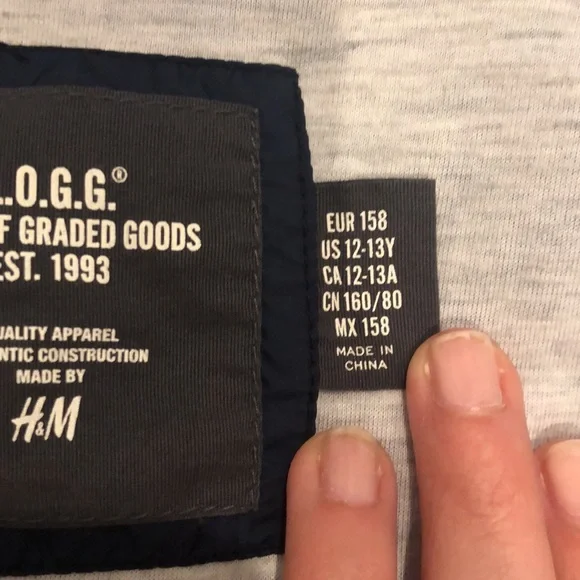 .O.G.G.®
F GRADED GOODS
EST. 1993
UALITY APPAREL
NTIC CONSTRUCTION
MADE BY
H&M
EUR 158
US 12-13Y
CA 12-13A
CN 160/80
MX 158
MADE IN
CHINA